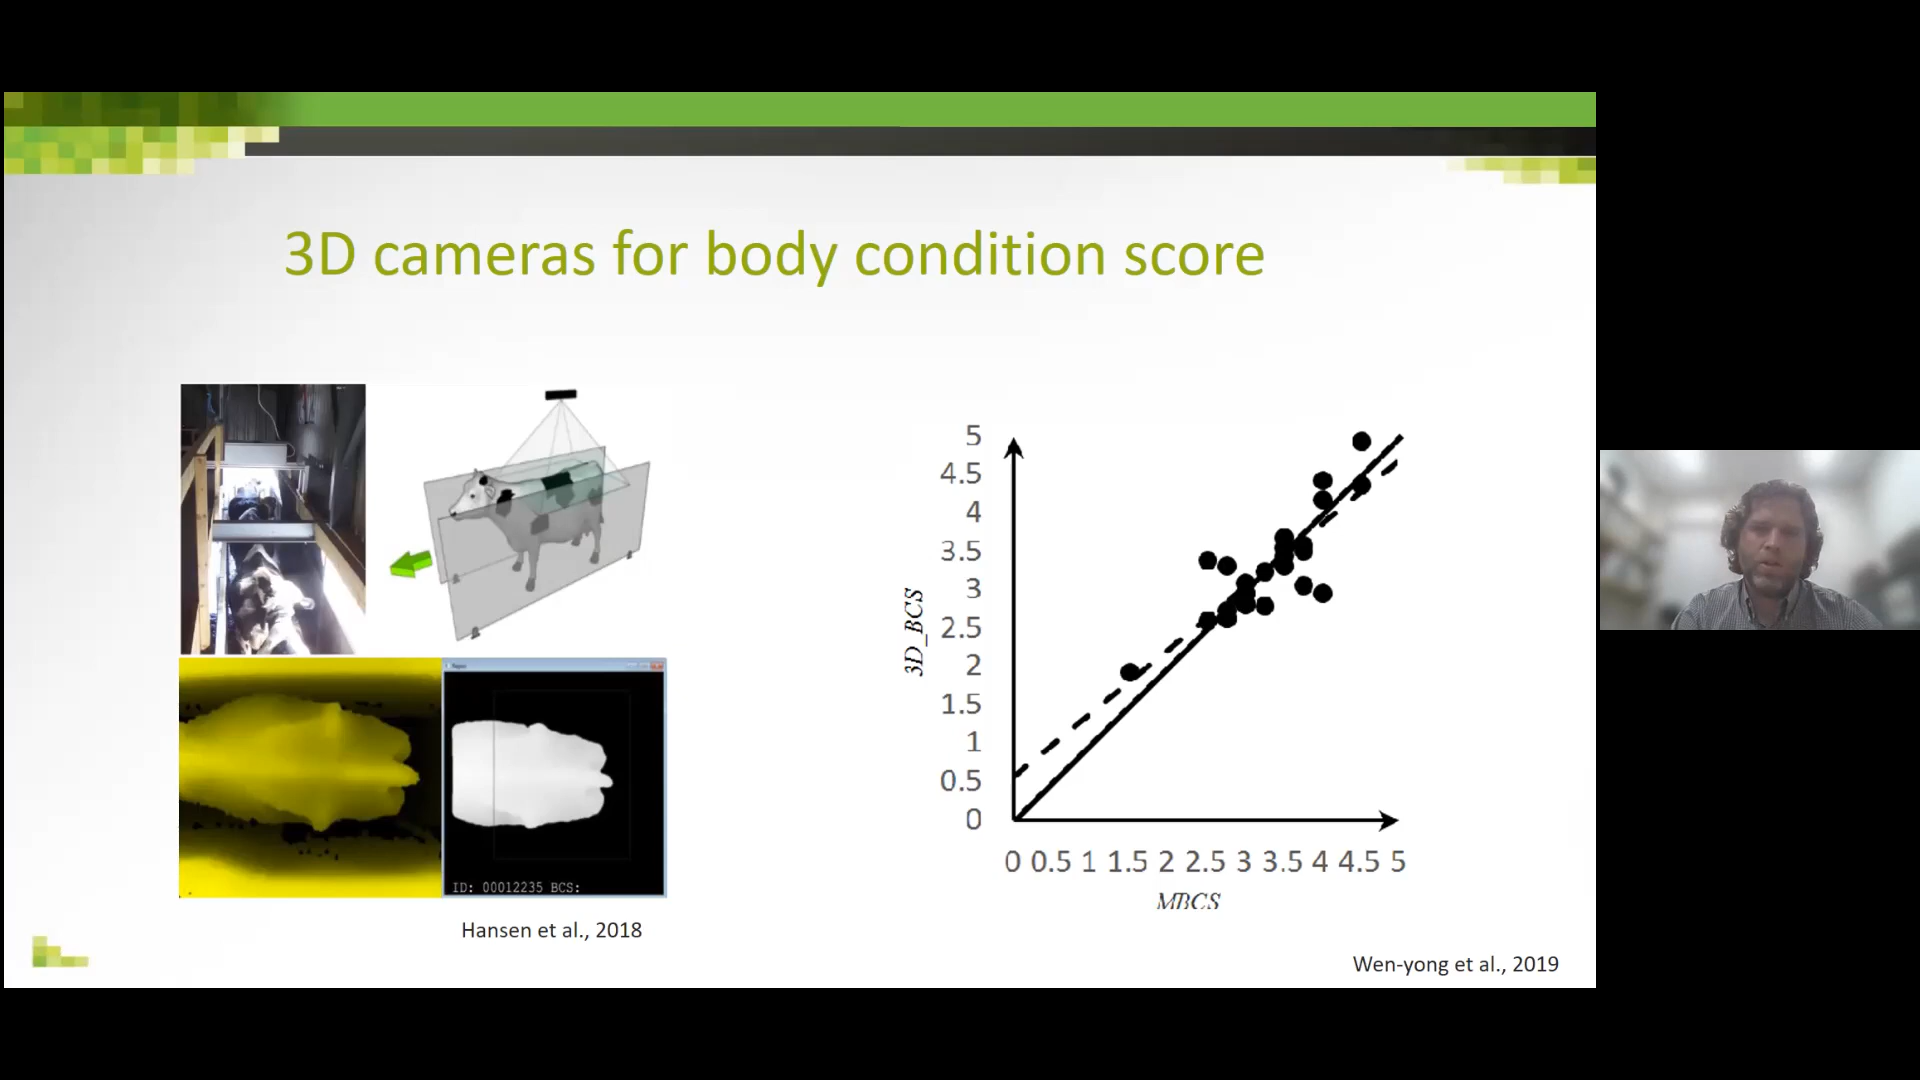 3D cameras for body condition score
ID: 00012235 BCS:
Hansen et al., 2018
5
4.5
4
3.5
3
2.5
2
1.5
1
0.5
0
3D_BCS
0 0.5 1 1.5 2 2.5 3 3.5 4 4.5 5
MBCS
Wen-yong et al., 2019